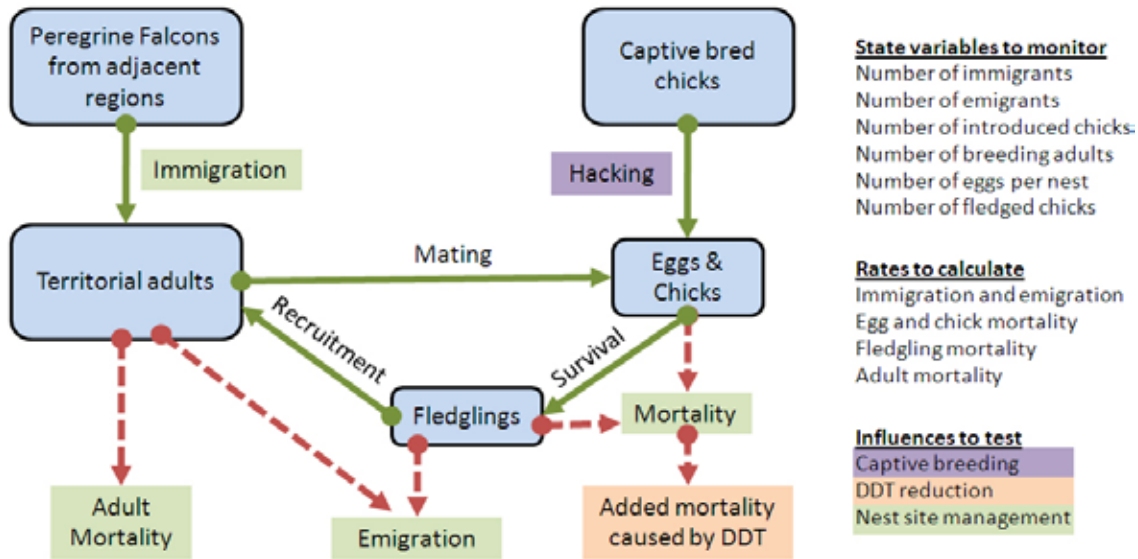 Peregrine Falcons
from adjacent
regions
Captive bred
chicks
Immigration
Hacking
Territorial adults
Mating
Eggs &
Chicks
Recruitment
Survival
Fledglings
Mortality
Adult
Mortality
Emigration
Added mortality
caused by DDT
State variables to monitor
Number of immigrants
Number of emigrants
Number of introduced chicks
Number of breeding adults
Number of eggs per nest
Number of fledged chicks
Rates to calculate
Immigration and emigration
Egg and chick mortality
Fledgling mortality
Adult mortality
Influences to test
Captive breeding
DDT reduction
Nest site management